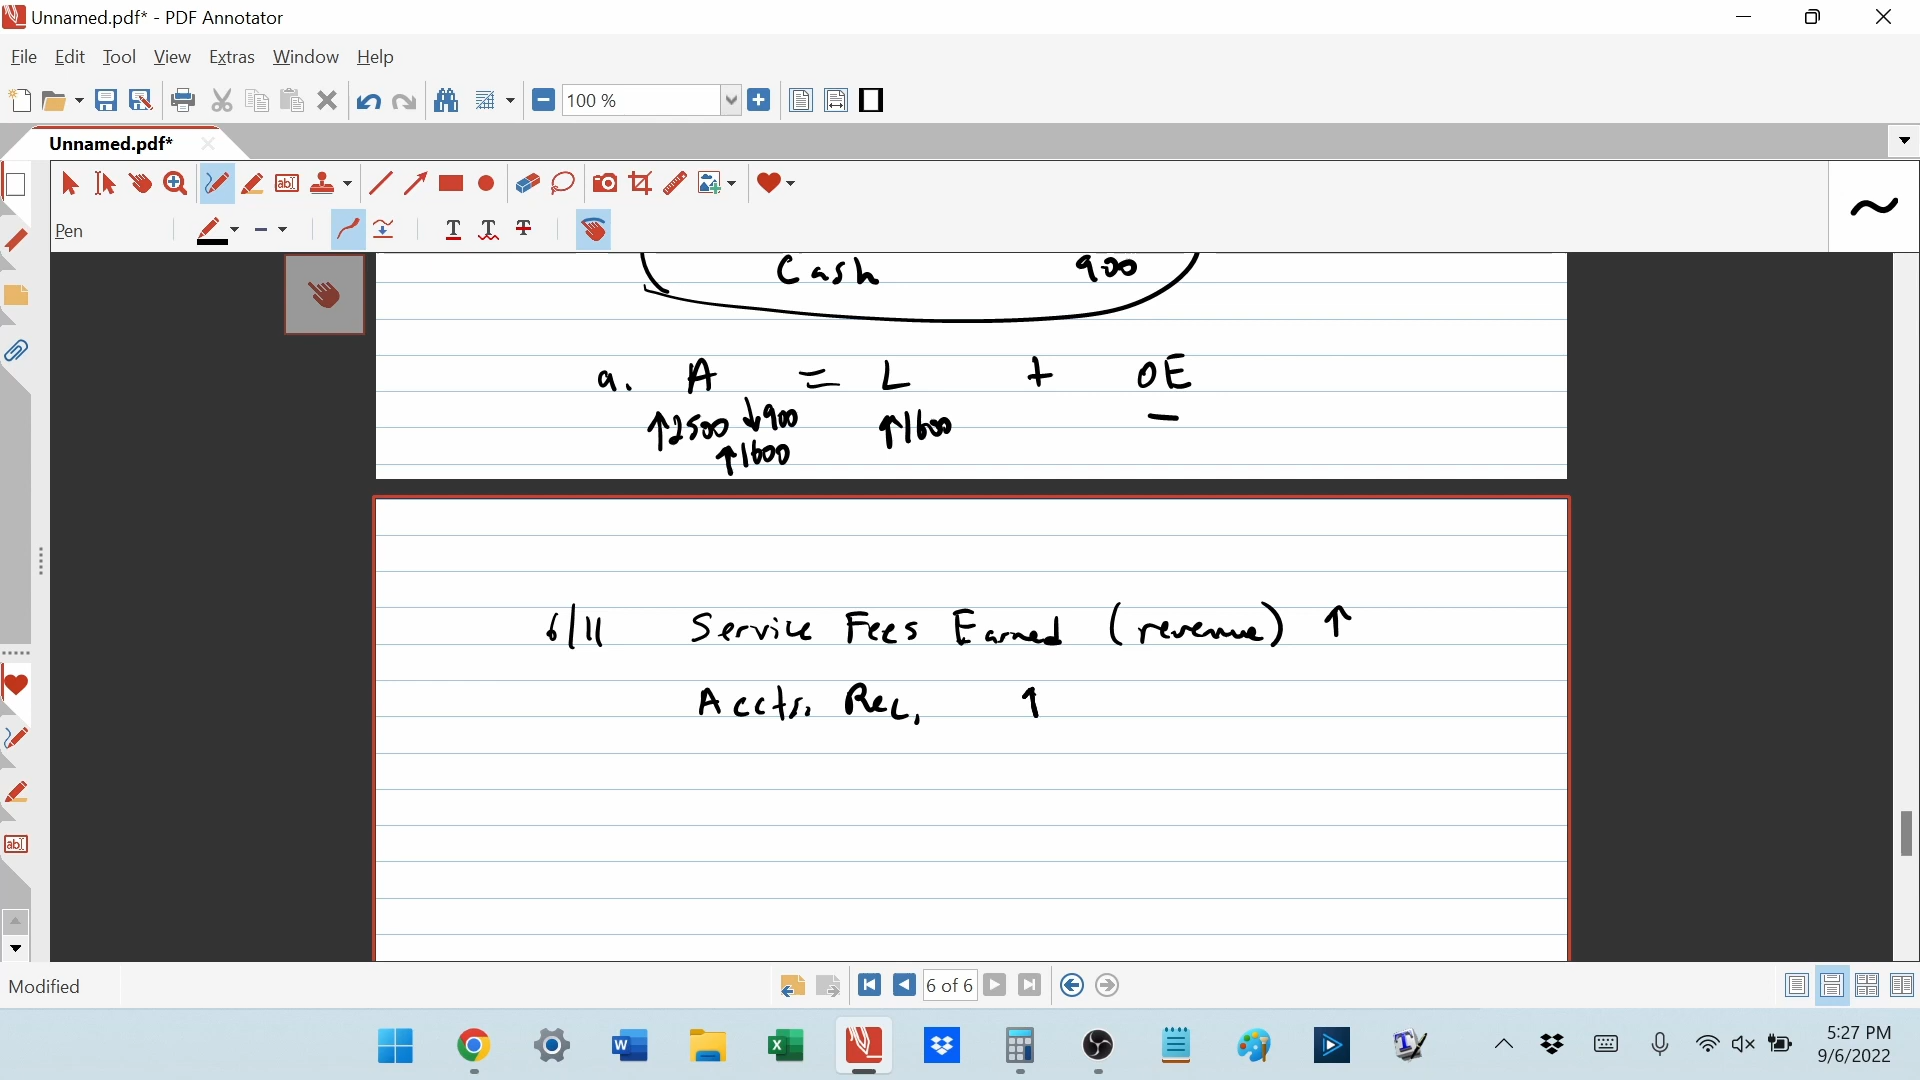 Unnamed.pdf* - PDF Annotator
File Edit Tool View Extras Window Help
100 %
Unnamed.pdf*
Pen
Cash 900
a. A = L + OE
↑2500 ↓900 ↑1600 —
↑1600
6/11 Service Fees Earned (revenue) ↑
Accts. Rec. ↑
Modified
6 of 6
5:27 PM
9/6/2022